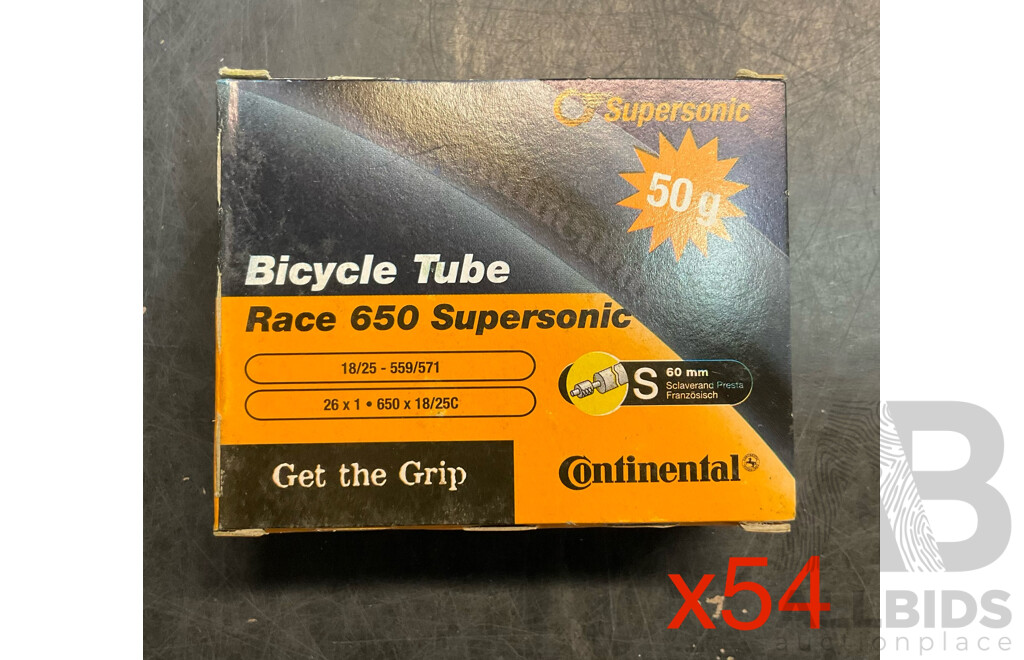 Supersonic
50 g
Bicycle Tube
Race 650 Supersonic
18/25 - 559/571
26 x 1 • 650 x 18/25C
S
60 mm
Sclaverand Presta
Französisch
Get the Grip
Continental
x54
ALLBIDS
auctionplace